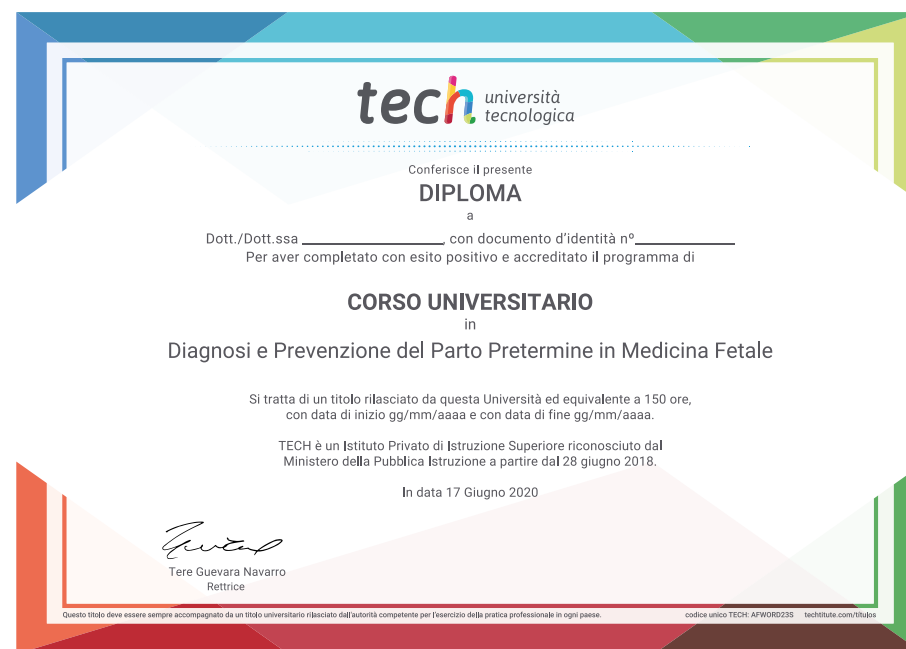 tech università
tecnologica
Conferisce il presente
DIPLOMA
a
Dott./Dott.ssa ____________________, con documento d'identità nº______________
Per aver completato con esito positivo e accreditato il programma di
CORSO UNIVERSITARIO
in
Diagnosi e Prevenzione del Parto Pretermine in Medicina Fetale
Si tratta di un titolo rilasciato da questa Università ed equivalente a 150 ore,
con data di inizio gg/mm/aaaa e con data di fine gg/mm/aaaa.
TECH è un Istituto Privato di Istruzione Superiore riconosciuto dal
Ministero della Pubblica Istruzione a partire dal 28 giugno 2018.
In data 17 Giugno 2020
Tere Guevara Navarro
Rettrice
Questo titolo deve essere sempre accompagnato da un titolo universitario rilasciato dall'autorità competente per l'esercizio della pratica professionale in ogni paese. codice unico TECH: AFWORD23S techtitute.com/títulos